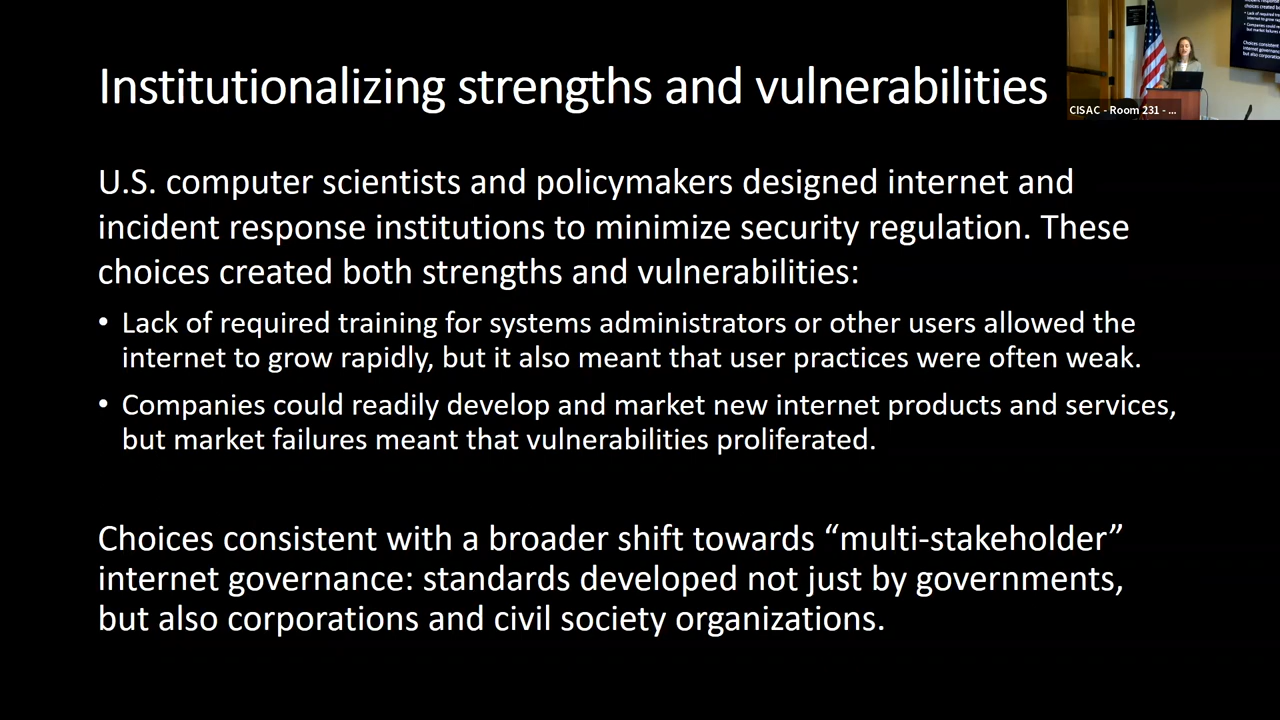 Institutionalizing strengths and vulnerabilities
CISAC - Room 231 - ...
U.S. computer scientists and policymakers designed internet and
incident response institutions to minimize security regulation. These
choices created both strengths and vulnerabilities:
• Lack of required training for systems administrators or other users allowed the
internet to grow rapidly, but it also meant that user practices were often weak.
• Companies could readily develop and market new internet products and services,
but market failures meant that vulnerabilities proliferated.
Choices consistent with a broader shift towards “multi-stakeholder”
internet governance: standards developed not just by governments,
but also corporations and civil society organizations.